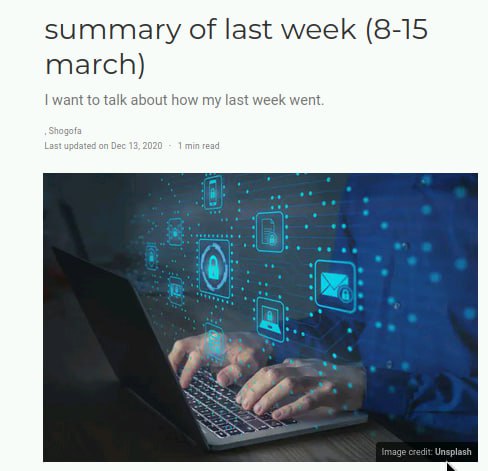 summary of last week (8-15
march)
I want to talk about how my last week went.
, Shogofa
Last updated on Dec 13, 2020 · 1 min read
Image credit: Unsplash